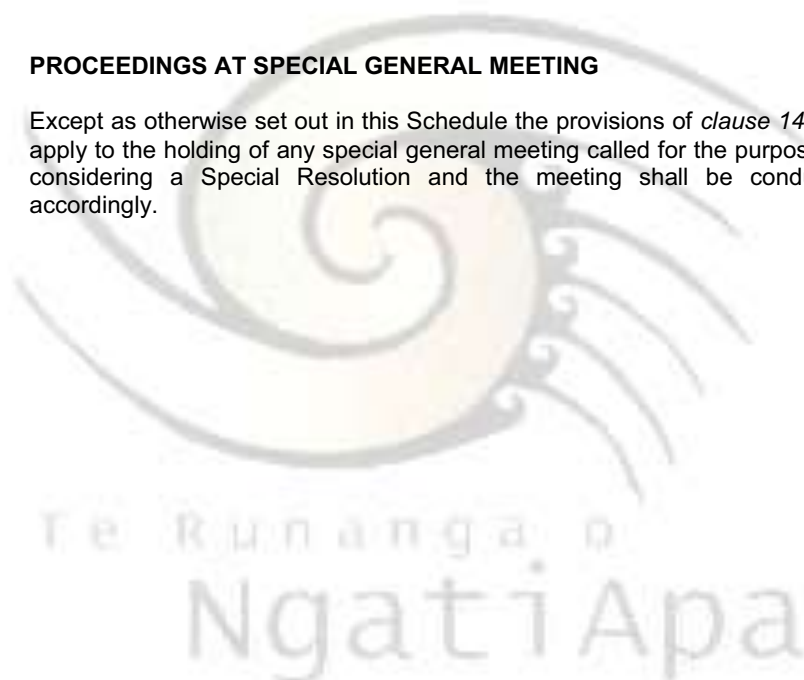 PROCEEDINGS AT SPECIAL GENERAL MEETING
Except as otherwise set out in this Schedule the provisions of clause 14
apply to the holding of any special general meeting called for the
considering a Special Resolution and the meeting shall be
accordingly.
Te Runanga o
NgatiApa